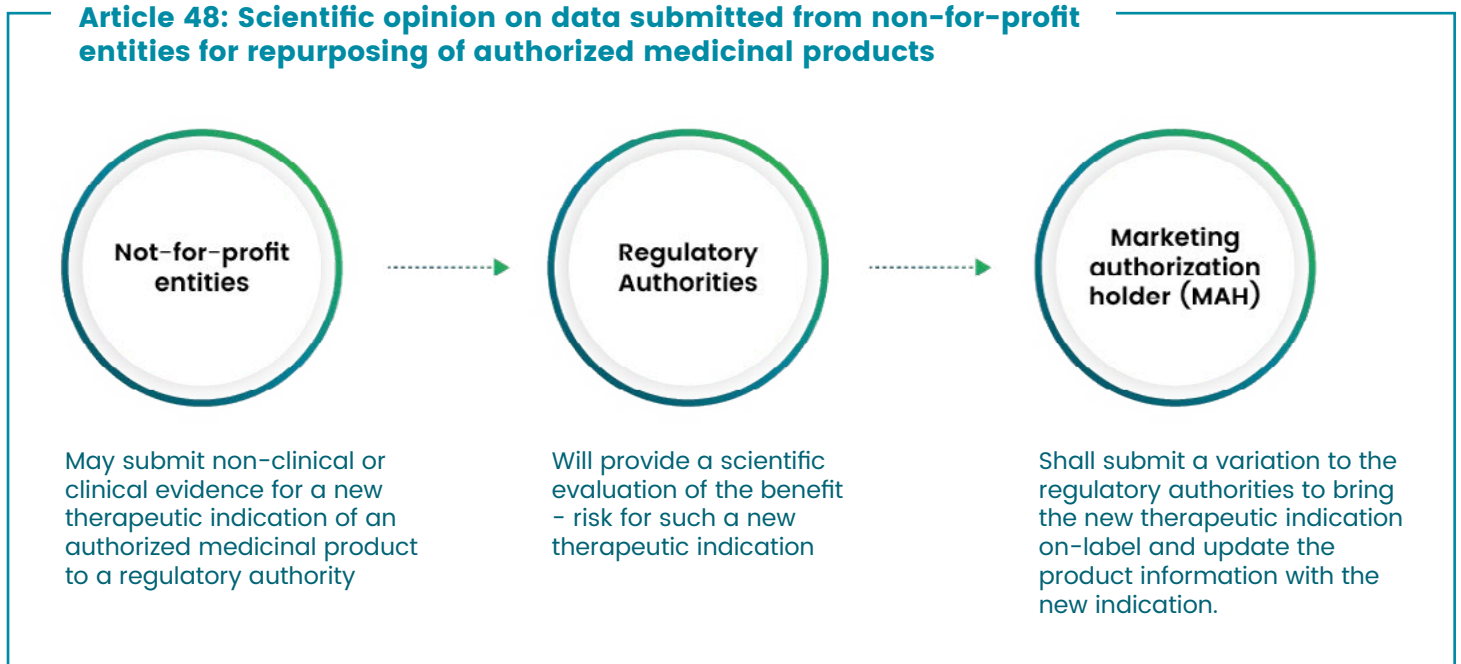 Article 48: Scientific opinion on data submitted from non-for-profit
entities for repurposing of authorized medicinal products
Not-for-profit
entities
Regulatory
Authorities
Marketing
authorization
holder (MAH)
May submit non-clinical or
clinical evidence for a new
therapeutic indication of an
authorized medicinal product
to a regulatory authority
Will provide a scientific
evaluation of the benefit
- risk for such a new
therapeutic indication
Shall submit a variation to the
regulatory authorities to bring
the new therapeutic indication
on-label and update the
product information with the
new indication.